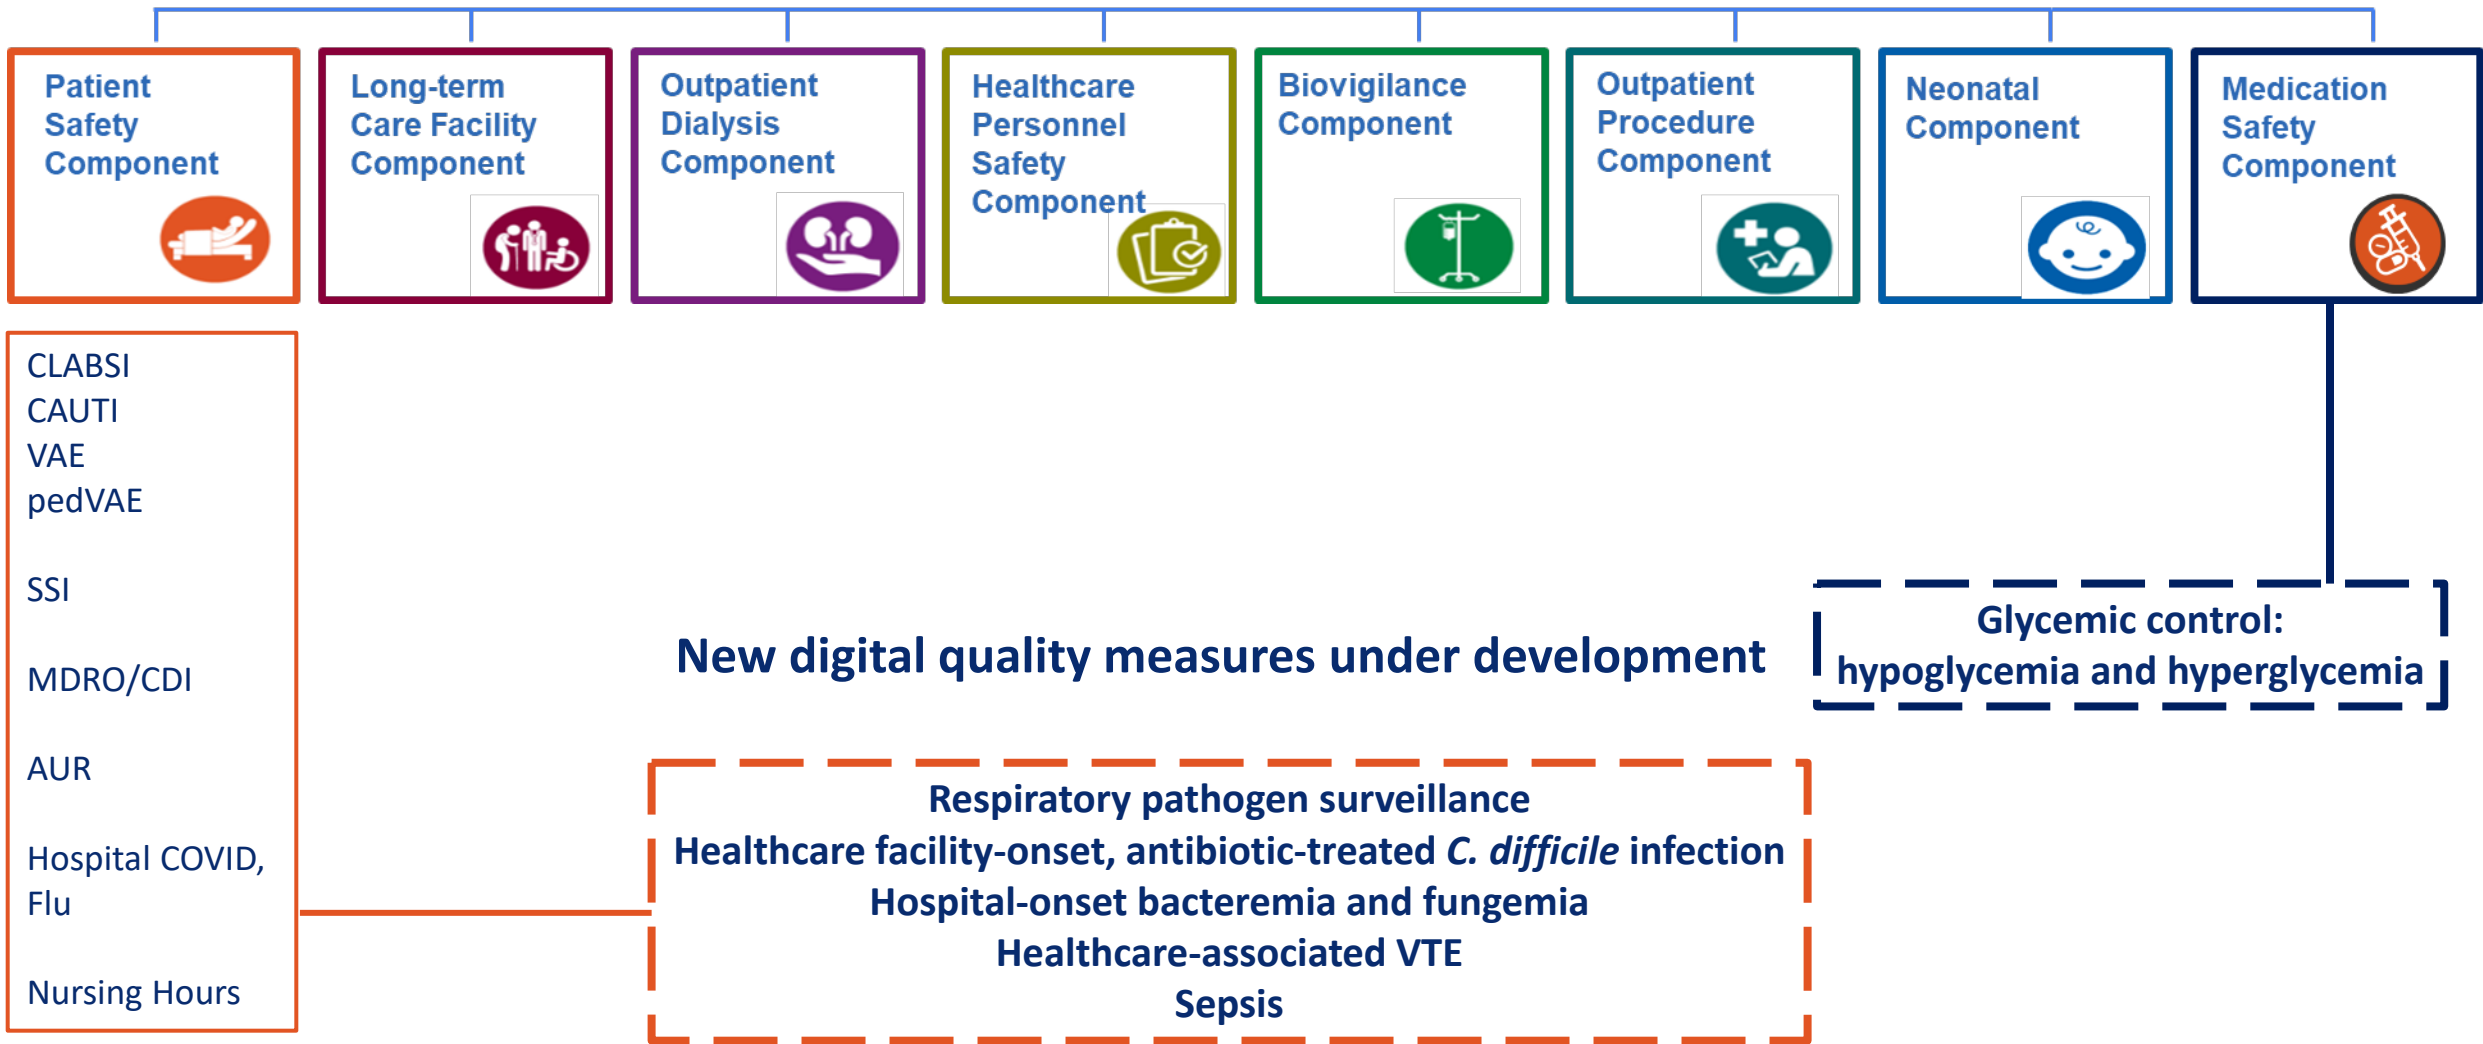 Patient
Safety
Component
Long-term
Care Facility
Component
Outpatient
Dialysis
Component
Healthcare
Personnel
Safety
Component
Biovigilance
Component
Outpatient
Procedure
Component
Neonatal
Component
Medication
Safety
Component
CLABSI
CAUTI
VAE
pedVAE
SSI
MDRO/CDI
AUR
Hospital COVID,
Flu
Nursing Hours
New digital quality measures under development
Glycemic control:
hypoglycemia and hyperglycemia
Respiratory pathogen surveillance
Healthcare facility-onset, antibiotic-treated C. difficile infection
Hospital-onset bacteremia and fungemia
Healthcare-associated VTE
Sepsis